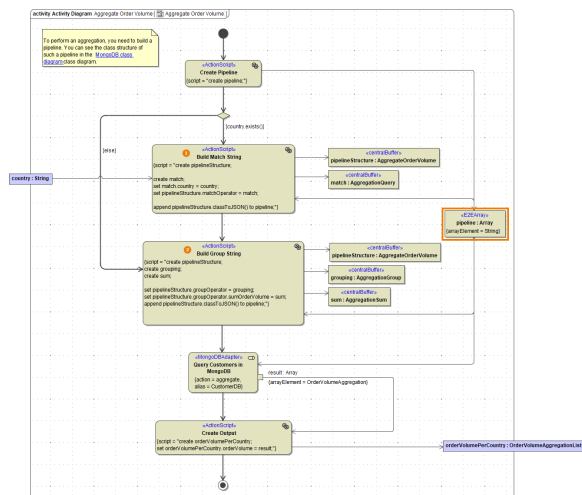 activity Activity Diagram Aggregate Order Volume [ Aggregate Order Volume ]
To perform an aggregation, you need to build a
pipeline. You can see the class structure of
such a pipeline in the MongoDB class
diagram class diagram.
«ActionScript»
Create Pipeline
{script = "create pipeline;"}
[country.exists()]
[else]
«ActionScript»
1
Build Match String
{script = "create pipelineStructure;
create match;
set match.country = country;
set pipelineStructure.matchOperator = match;
append pipelineStructure.classToJSON() to pipeline;"}
«centralBuffer»
pipelineStructure : AggregateOrderVolume
«centralBuffer»
match : AggregationQuery
country : String
«E2EArray»
pipeline : Array
{arrayElement = String}
«ActionScript»
2
Build Group String
{script = "create pipelineStructure;
create grouping;
create sum;
set pipelineStructure.groupOperator = grouping;
set pipelineStructure.groupOperator.sumOrderVolume = sum;
append pipelineStructure.classToJSON() to pipeline;"}
«centralBuffer»
pipelineStructure : AggregateOrderVolume
«centralBuffer»
grouping : AggregationGroup
«centralBuffer»
sum : AggregationSum
«MongoDBAdapter»
Query Customers in
MongoDB
{action = aggregate,
alias = CustomerDB}
result : Array
{arrayElement = OrderVolumeAggregation}
«ActionScript»
Create Output
{script = "create orderVolumePerCountry;
set orderVolumePerCountry.orderVolume = result;"}
orderVolumePerCountry : OrderVolumeAggregationList